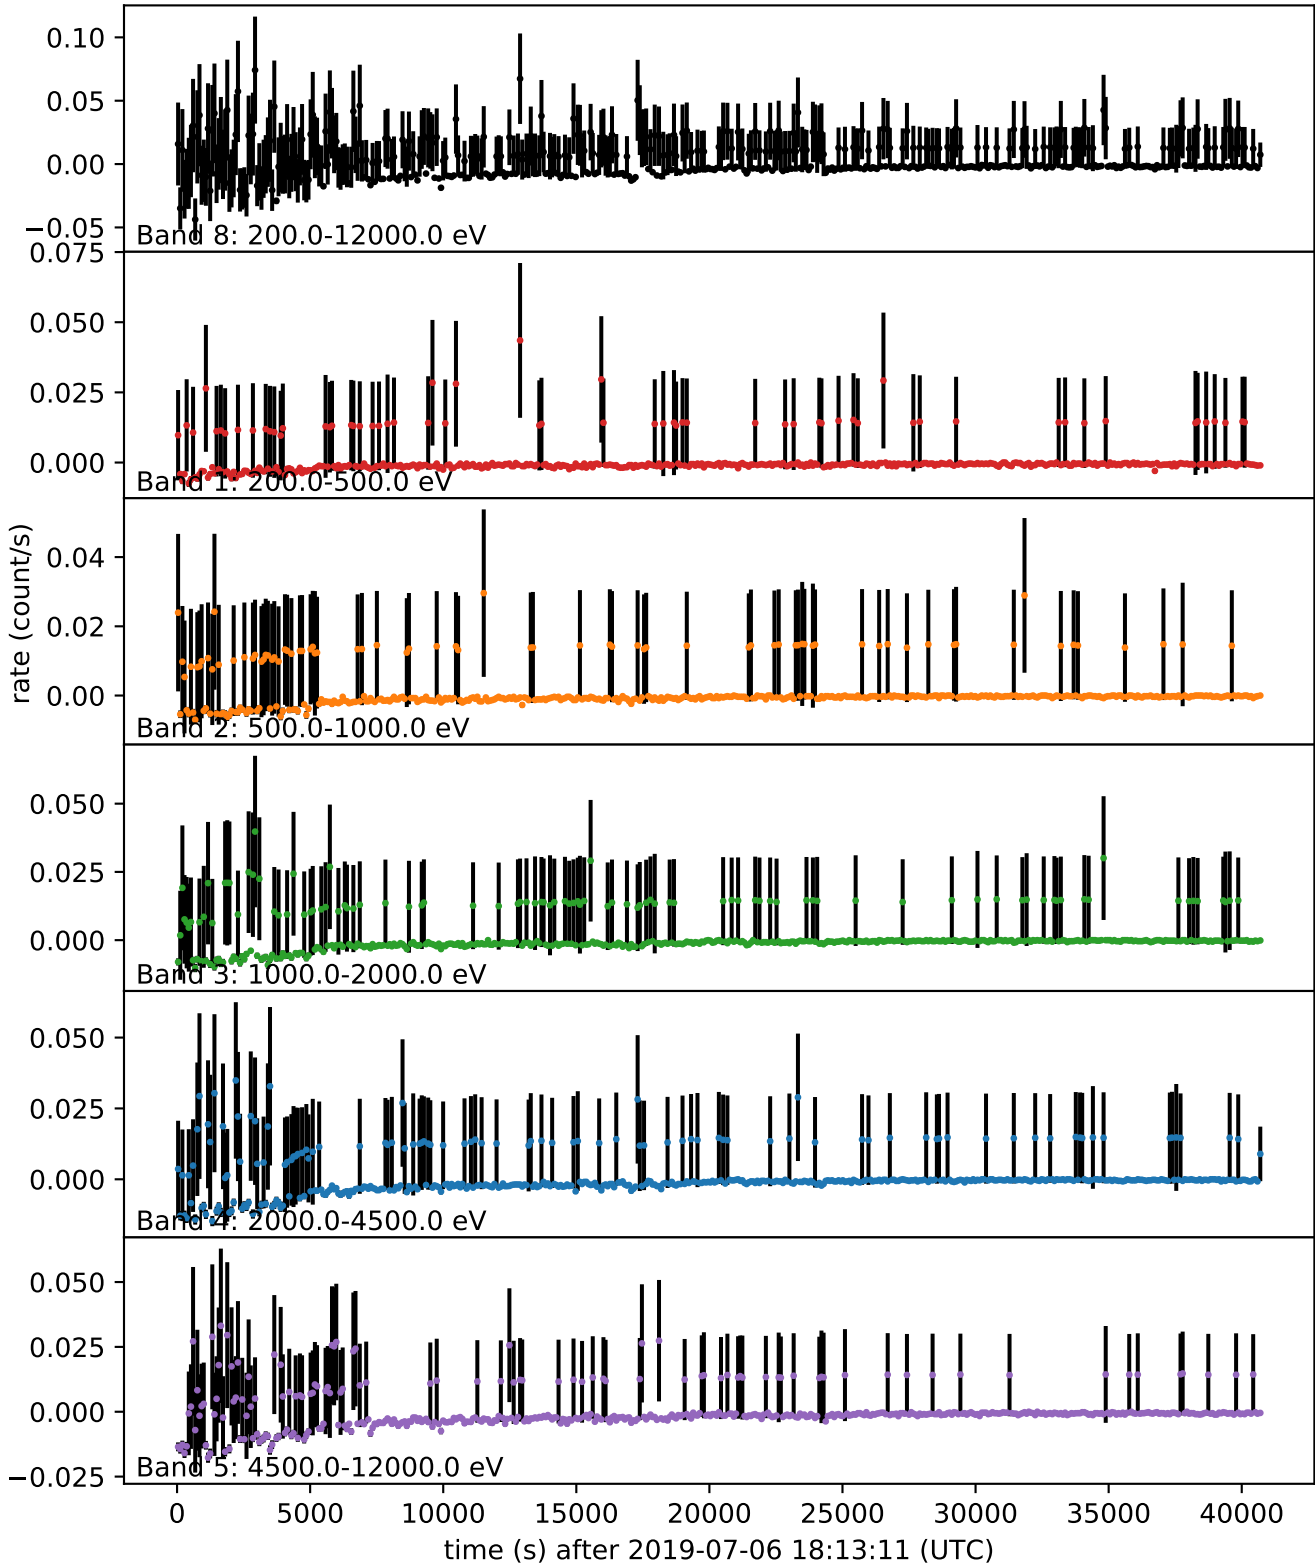 0.10
0.05
0.00
−0.05
Band 8: 200.0-12000.0 eV
0.075
0.050
0.025
0.000
Band 1: 200.0-500.0 eV
rate (count/s)
0.04
0.02
0.00
Band 2: 500.0-1000.0 eV
0.050
0.025
0.000
Band 3: 1000.0-2000.0 eV
0.050
0.025
0.000
Band 4: 2000.0-4500.0 eV
0.050
0.025
0.000
−0.025
Band 5: 4500.0-12000.0 eV
0 5000 10000 15000 20000 25000 30000 35000 40000
time (s) after 2019-07-06 18:13:11 (UTC)